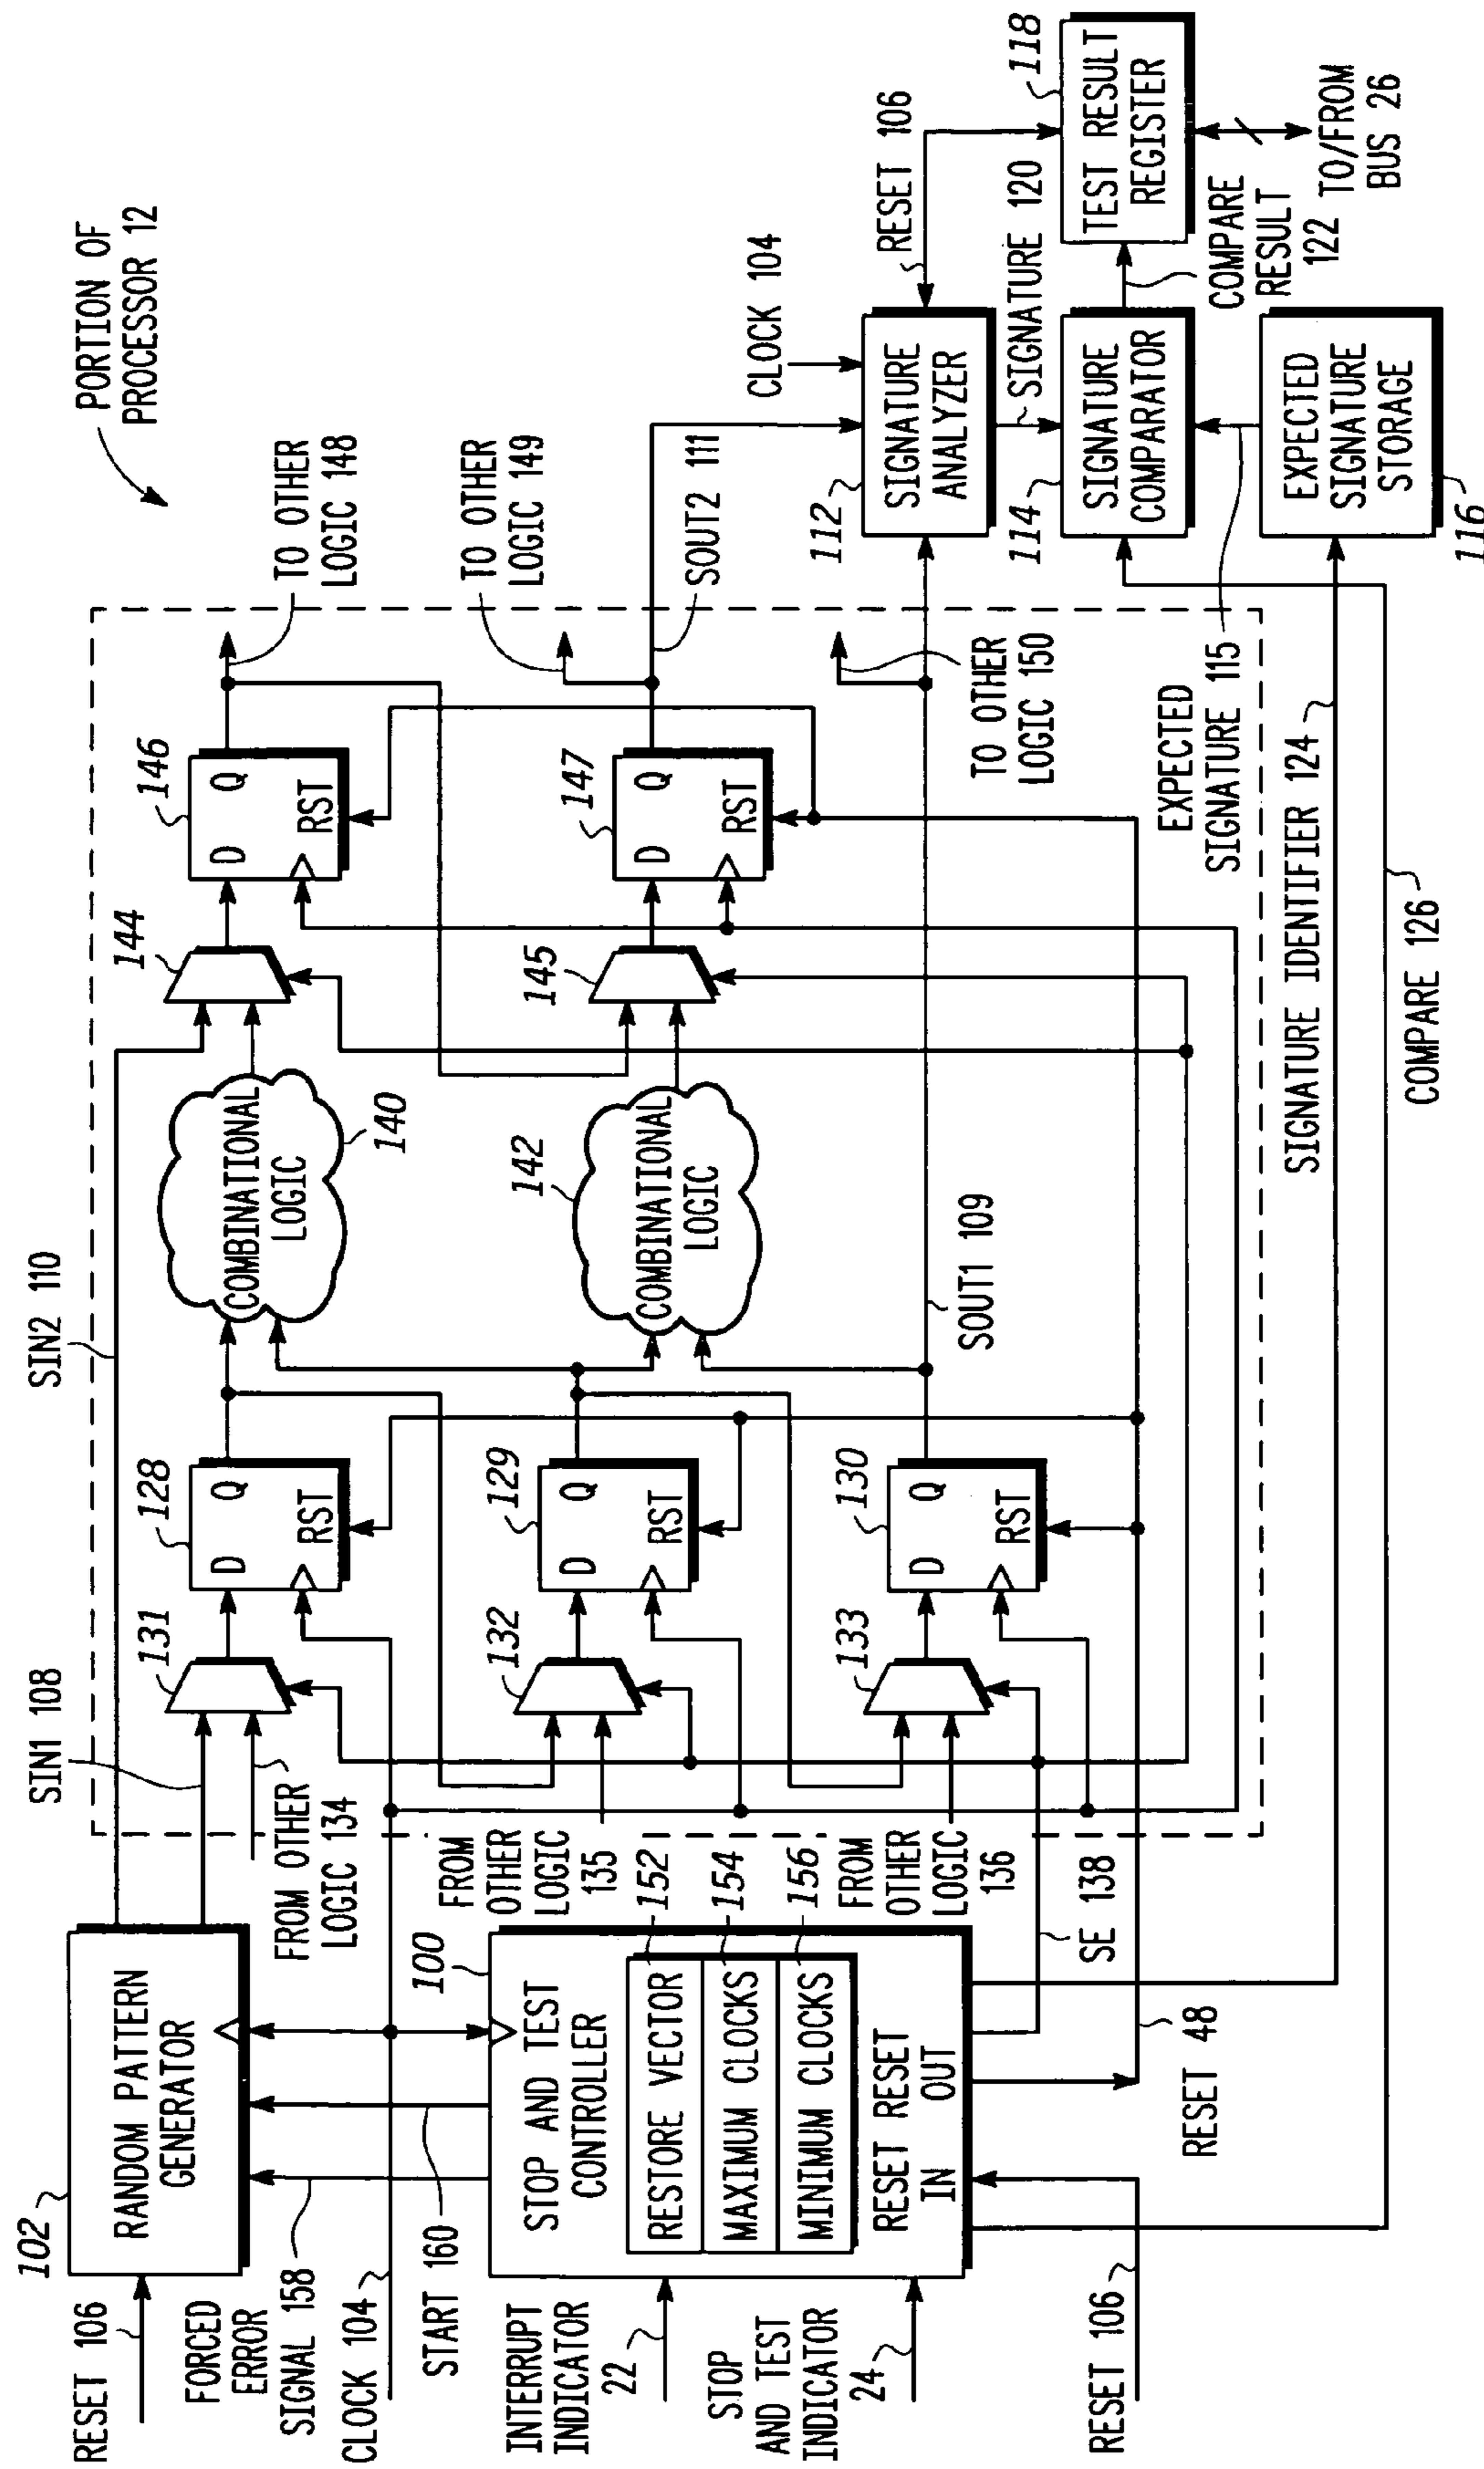 PORTION OF
PROCESSOR 12
SIN2 110
SIN1 108
102
RANDOM PATTERN
GENERATOR
RESET 106
FORCED
ERROR
SIGNAL 158
CLOCK 104
START 160
FROM OTHER
LOGIC 134
131
128
D
Q
RST
COMBINATIONAL
LOGIC
140
144
146
D
Q
RST
TO OTHER
LOGIC 148
TO OTHER
LOGIC 149
SOUT2 111
100
STOP AND TEST
CONTROLLER
RESTORE VECTOR
MAXIMUM CLOCKS
MINIMUM CLOCKS
RESET
IN
RESET
OUT
152
154
156
INTERRUPT
INDICATOR
22
STOP
AND TEST
INDICATOR
24
RESET 106
FROM
OTHER
LOGIC
135
132
129
D
Q
RST
142
COMBINATIONAL
LOGIC
145
147
D
Q
RST
FROM
OTHER
LOGIC
136
133
130
D
Q
RST
SOUT1 109
TO OTHER
LOGIC 150
SE 138
RESET 48
CLOCK 104
RESET 106
112
SIGNATURE
ANALYZER
SIGNATURE 120
114
SIGNATURE
COMPARATOR
118
TEST RESULT
REGISTER
COMPARE
RESULT
122
TO/FROM
BUS 26
EXPECTED
SIGNATURE 115
EXPECTED
SIGNATURE
STORAGE
116
SIGNATURE IDENTIFIER 124
COMPARE 126